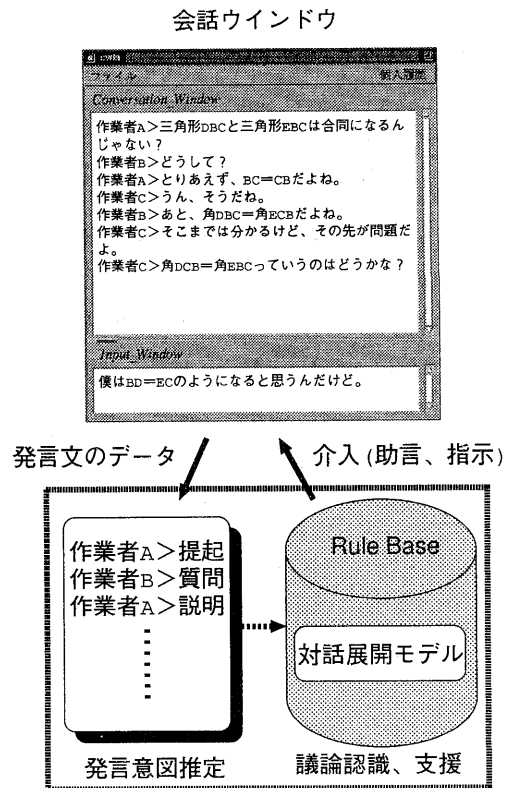 会話ウインドウ
ファイル
Conversation_Window
作業者A>三角形DBCと三角形EBCは合同になるん
じゃない？
作業者B>どうして？
作業者A>とりあえず、BC=CBだよね。
作業者C>うん、そうだね。
作業者B>あと、角DBC=角ECBだよね。
作業者C>そこまでは分かるけど、その先が問題だ
よ。
作業者C>角DCB=角EBCっていうのはどうかな？
Input_Window
僕はBD=ECのようになると思うんだけど。
発言文のデータ
介入(助言、指示)
作業者A>提起
作業者B>質問
作業者A>説明
Rule Base
対話展開モデル
発言意図推定
議論認識、支援